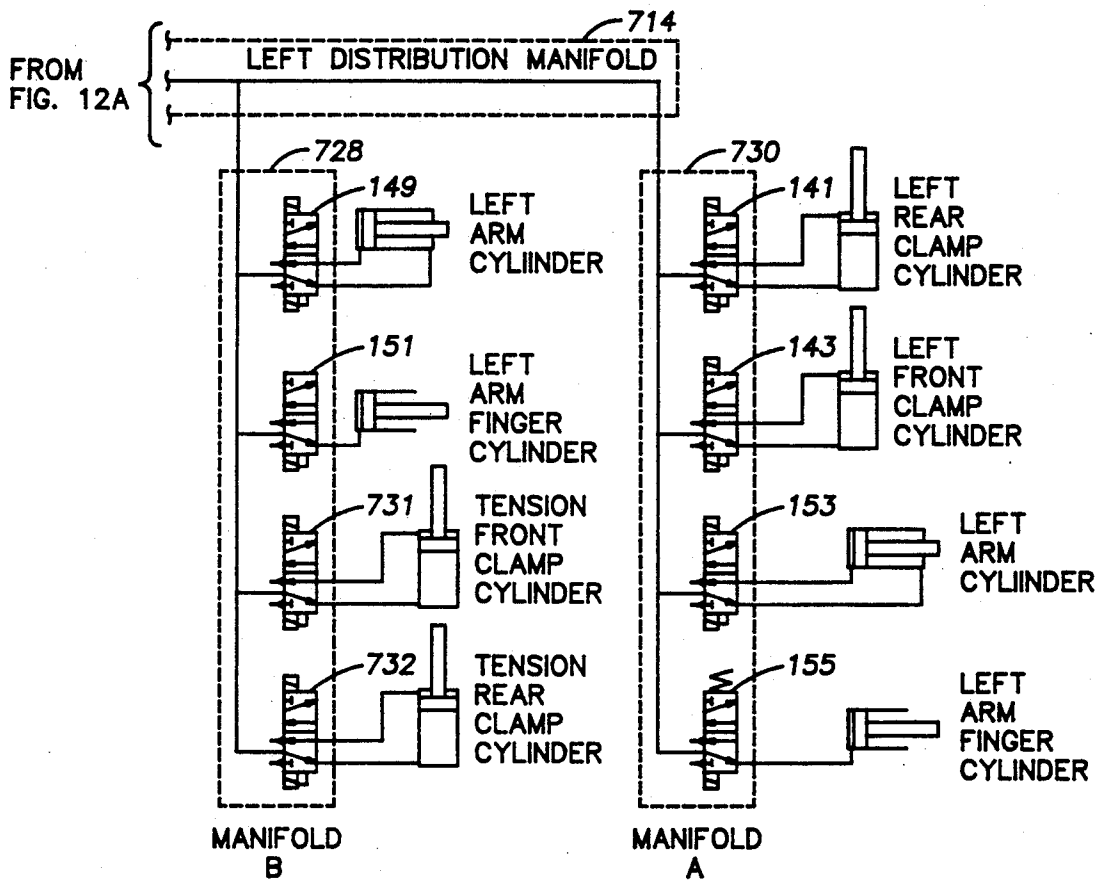 714
LEFT DISTRIBUTION MANIFOLD
FROM
FIG. 12A
728
149
LEFT
ARM
CYLIINDER
151
LEFT
ARM
FINGER
CYLINDER
731
TENSION
FRONT
CLAMP
CYLINDER
732
TENSION
REAR
CLAMP
CYLINDER
MANIFOLD
B
730
141
LEFT
REAR
CLAMP
CYLINDER
143
LEFT
FRONT
CLAMP
CYLINDER
153
LEFT
ARM
CYLIINDER
155
LEFT
ARM
FINGER
CYLINDER
MANIFOLD
A